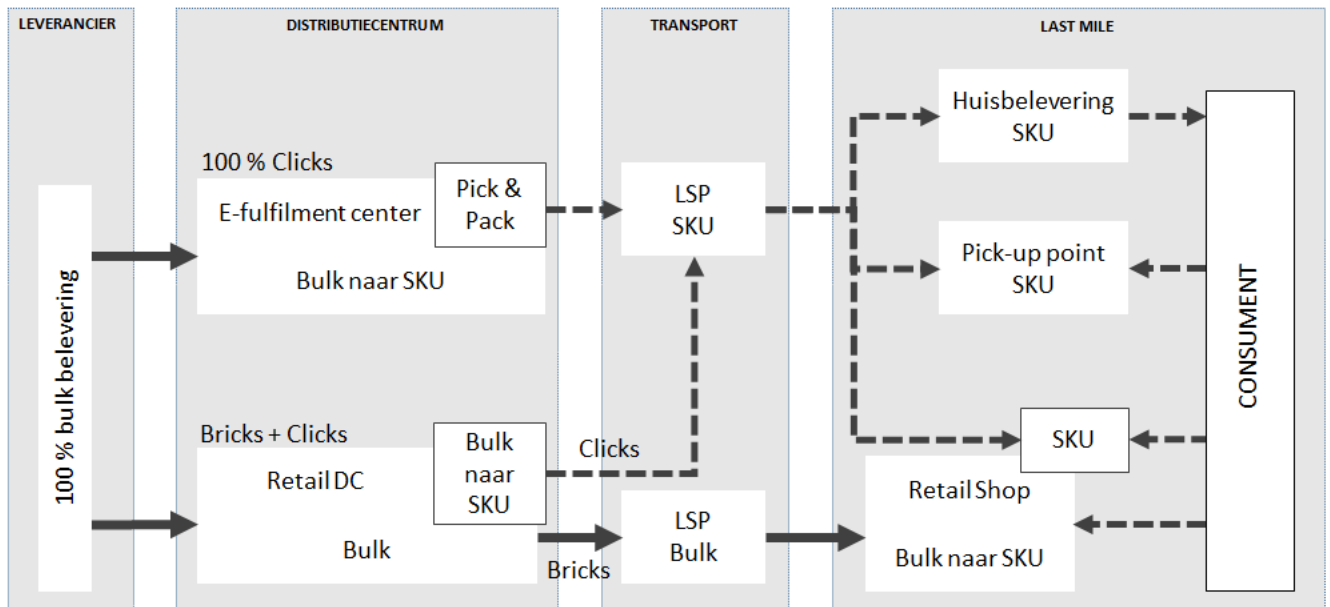 LEVERANCIER
DISTRIBUTIECENTRUM
TRANSPORT
LAST MILE
100 % bulk belevering
100 % Clicks
E-fulfilment center
Bulk naar SKU
Pick &
Pack
Bricks + Clicks
Retail DC
Bulk
Bulk
naar
SKU
Clicks
Bricks
LSP
SKU
LSP
Bulk
Huisbelevering
SKU
Pick-up point
SKU
SKU
Retail Shop
Bulk naar SKU
CONSUMENT